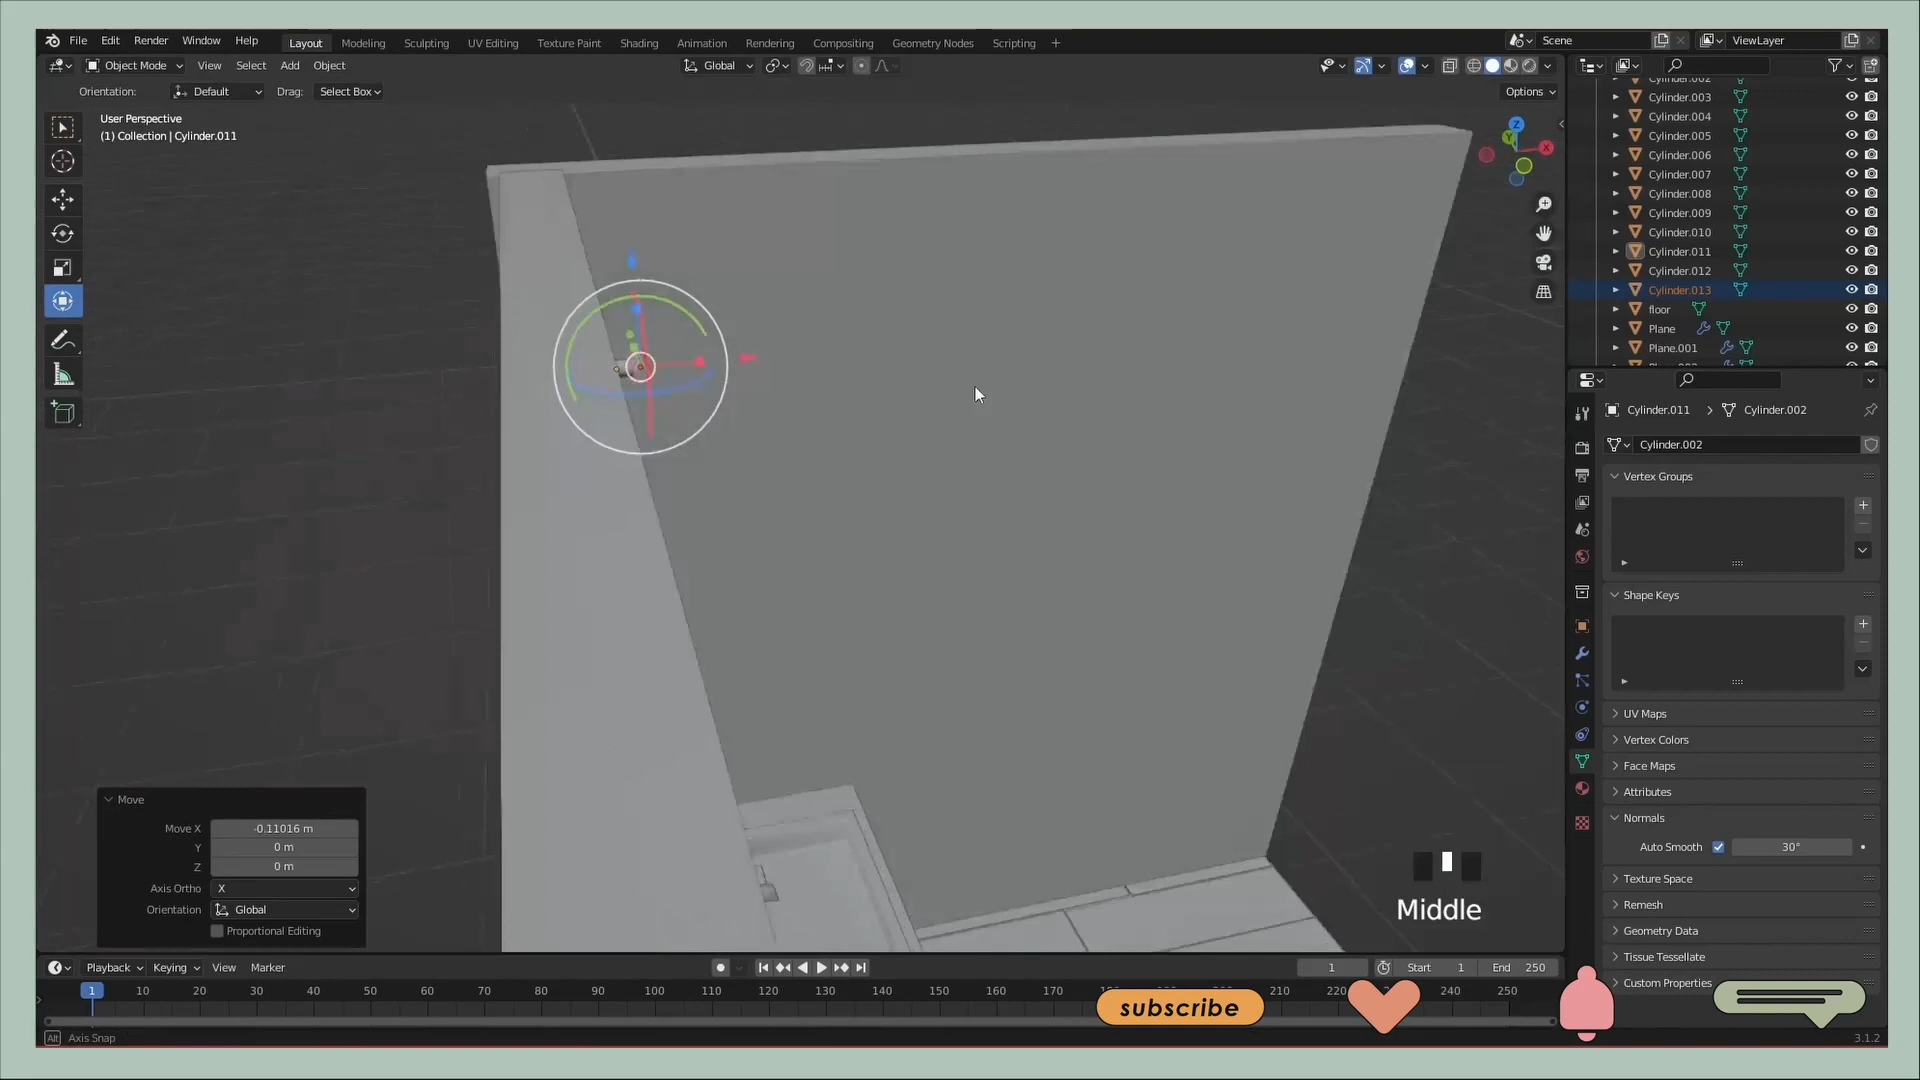 File Edit Render Window Help Layout Modeling Sculpting UV Editing Texture Paint Shading Animation Rendering Compositing Geometry Nodes Scripting + Scene ViewLayer
Object Mode View Select Add Object Global
Orientation: Default Drag: Select Box Options
User Perspective
(1) Collection | Cylinder.011
Z
Y
X
Cylinder.002
Cylinder.003
Cylinder.004
Cylinder.005
Cylinder.006
Cylinder.007
Cylinder.008
Cylinder.009
Cylinder.010
Cylinder.011
Cylinder.012
Cylinder.013
floor
Plane
Plane.001
Cylinder.011 Cylinder.002
Cylinder.002
Vertex Groups
Shape Keys
UV Maps
Vertex Colors
Face Maps
Attributes
Normals
Auto Smooth 30°
Texture Space
Remesh
Geometry Data
Tissue Tessellate
Custom Properties
Move
Move X -0.11016 m
Y 0 m
Z 0 m
Axis Ortho X
Orientation Global
Proportional Editing
Middle
Playback Keying View Marker 1 Start 1 End 250
1 10 20 30 40 50 60 70 80 90 100 110 120 130 140 150 160 170 210 220 240 250
subscribe
Alt Axis Snap 3.1.2